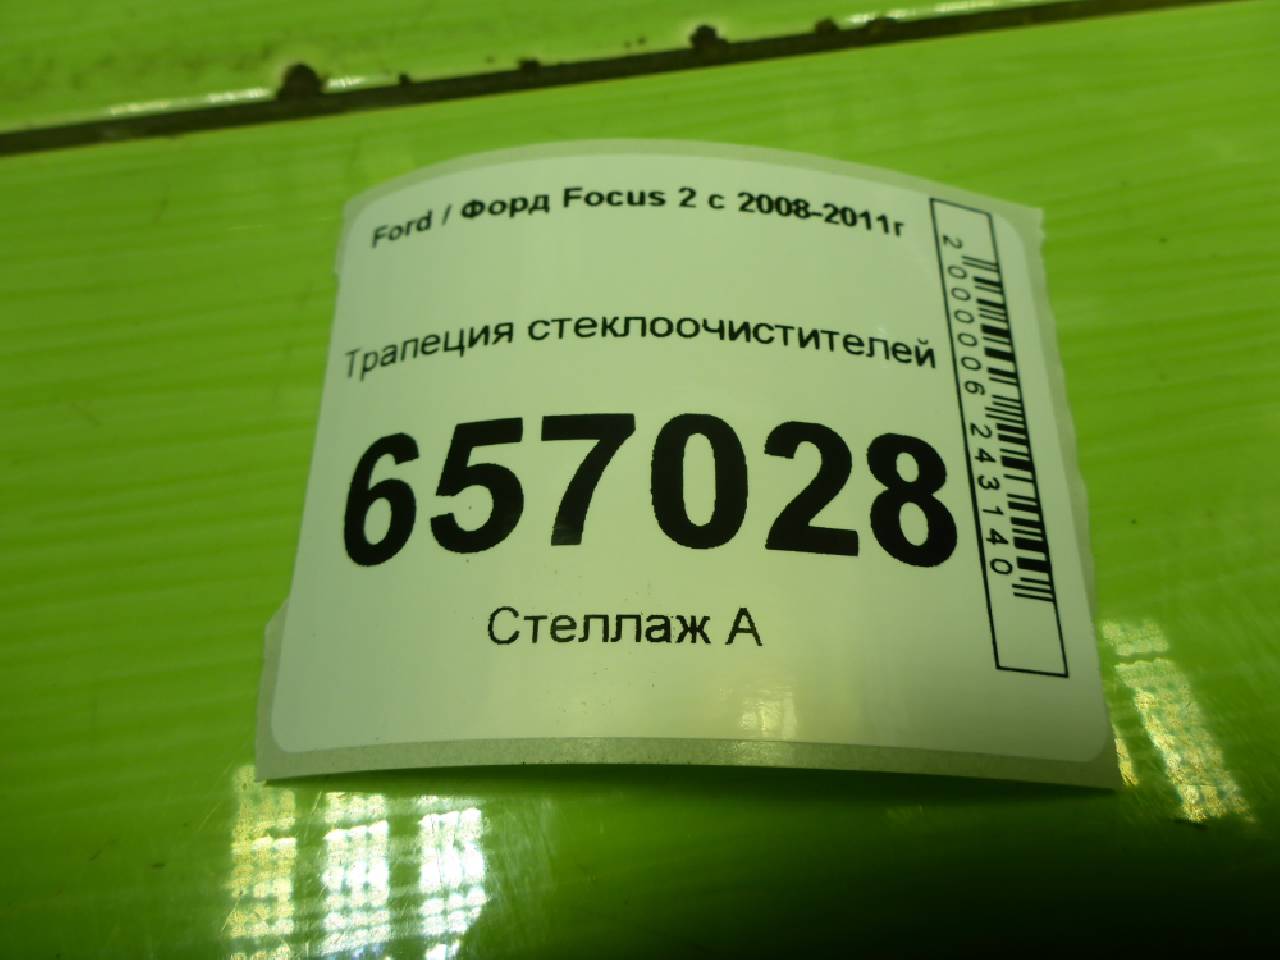 Ford / Форд Focus 2 с 2008-2011г
Трапеция стеклоочистителей
657028
Стеллаж А
2000006243140